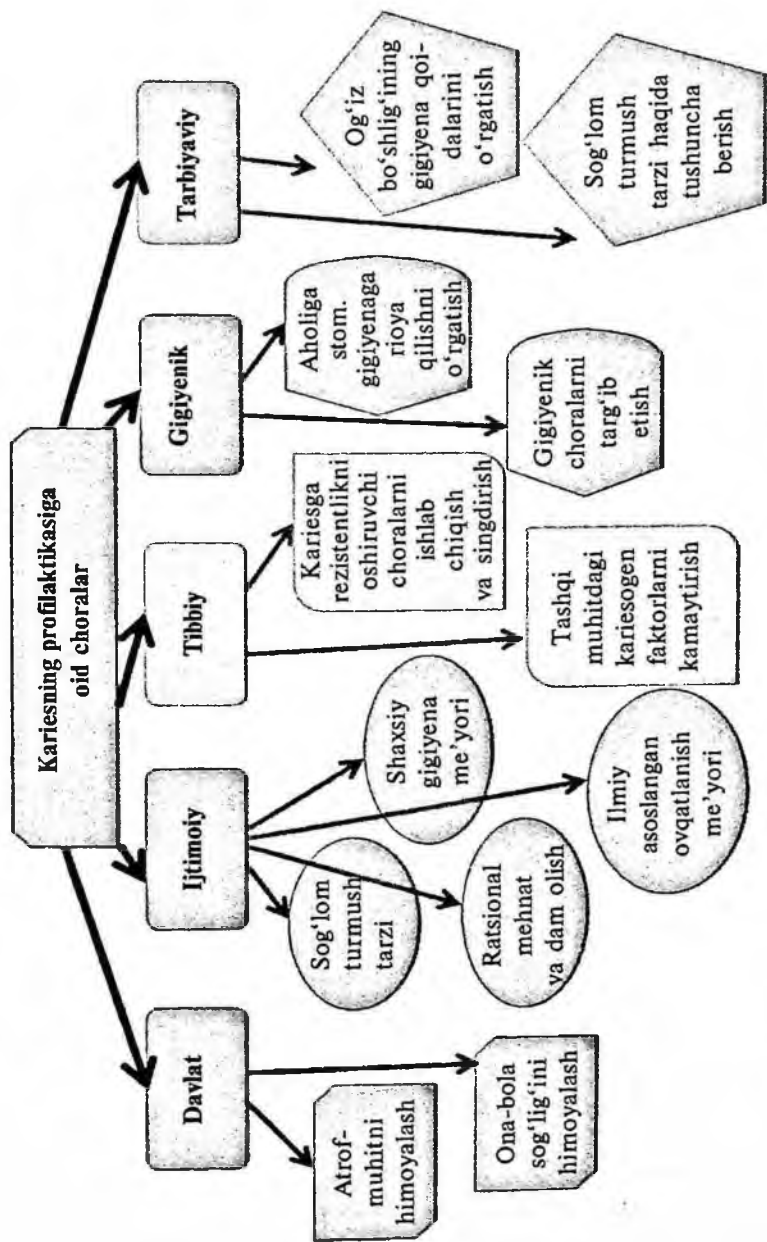 Kariesning profilaktikasiga
oid choralar
Davlat
Ijtimoiy
Tibbiy
Gigiyenik
Tarbiyaviy
Atrof-
muhitni
himoyalash
Ona-bola
sog‘lig‘ini
himoyalash
Sog‘lom
turmush
tarzi
Shaxsiy
gigiyena
me’yori
Ratsional
mehnat
va dam olish
Ilmiy
asoslangan
ovqatlanish
me’yori
Kariesga
rezistentlikni
oshiruvchi
choralarni
ishlab
chiqish
va singdirish
Tashqi
muhitdagi
kariesogen
faktorlarni
kamaytirish
Aholiga
stom.
gigiyenaga
rioya
qilishni
o‘rgatish
Gigiyenik
choralarni
targ‘ib
etish
Og‘iz
bo‘shlig‘ining
gigiyena qoi-
dalarini
o‘rgatish
Sog‘lom
turmush
tarzi haqida
tushuncha
berish